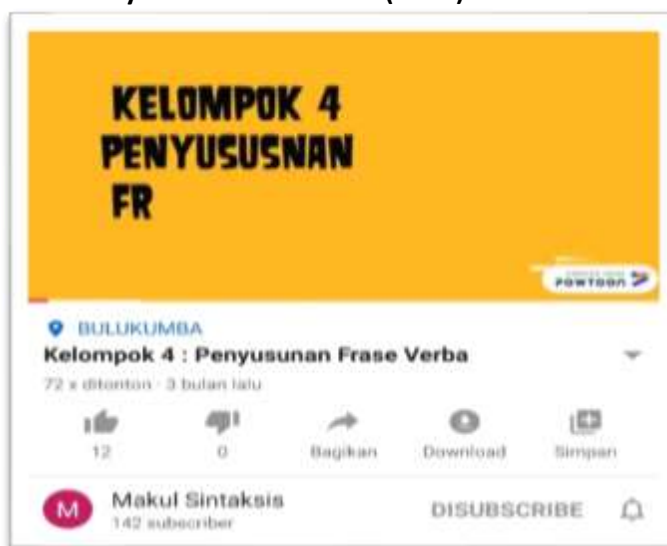 KELOMPOK 4
PENYUSUSNAN
FR
POWTOON
BULUKUMBA
Kelompok 4 : Penyusunan Frase Verba
72 x ditonton · 3 bulan lalu
12 0 Bagikan Download Simpan
M Makul Sintaksis DISUBSCRIBE
142 subscriber